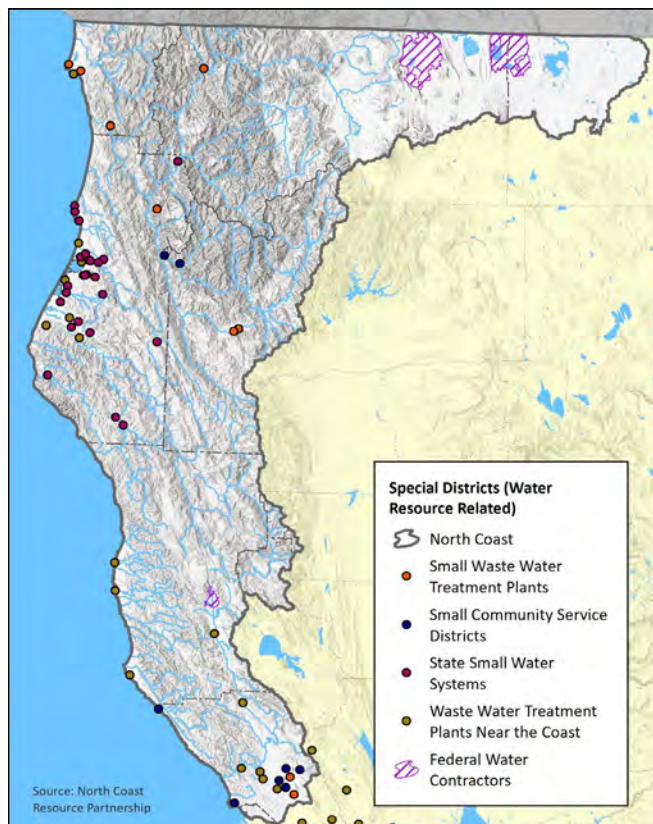 Special Districts (Water
Resource Related)
North Coast
Small Waste Water
Treatment Plants
Small Community Service
Districts
State Small Water
Systems
Waste Water Treatment
Plants Near the Coast
Federal Water
Contractors
Source: North Coast
Resource Partnership